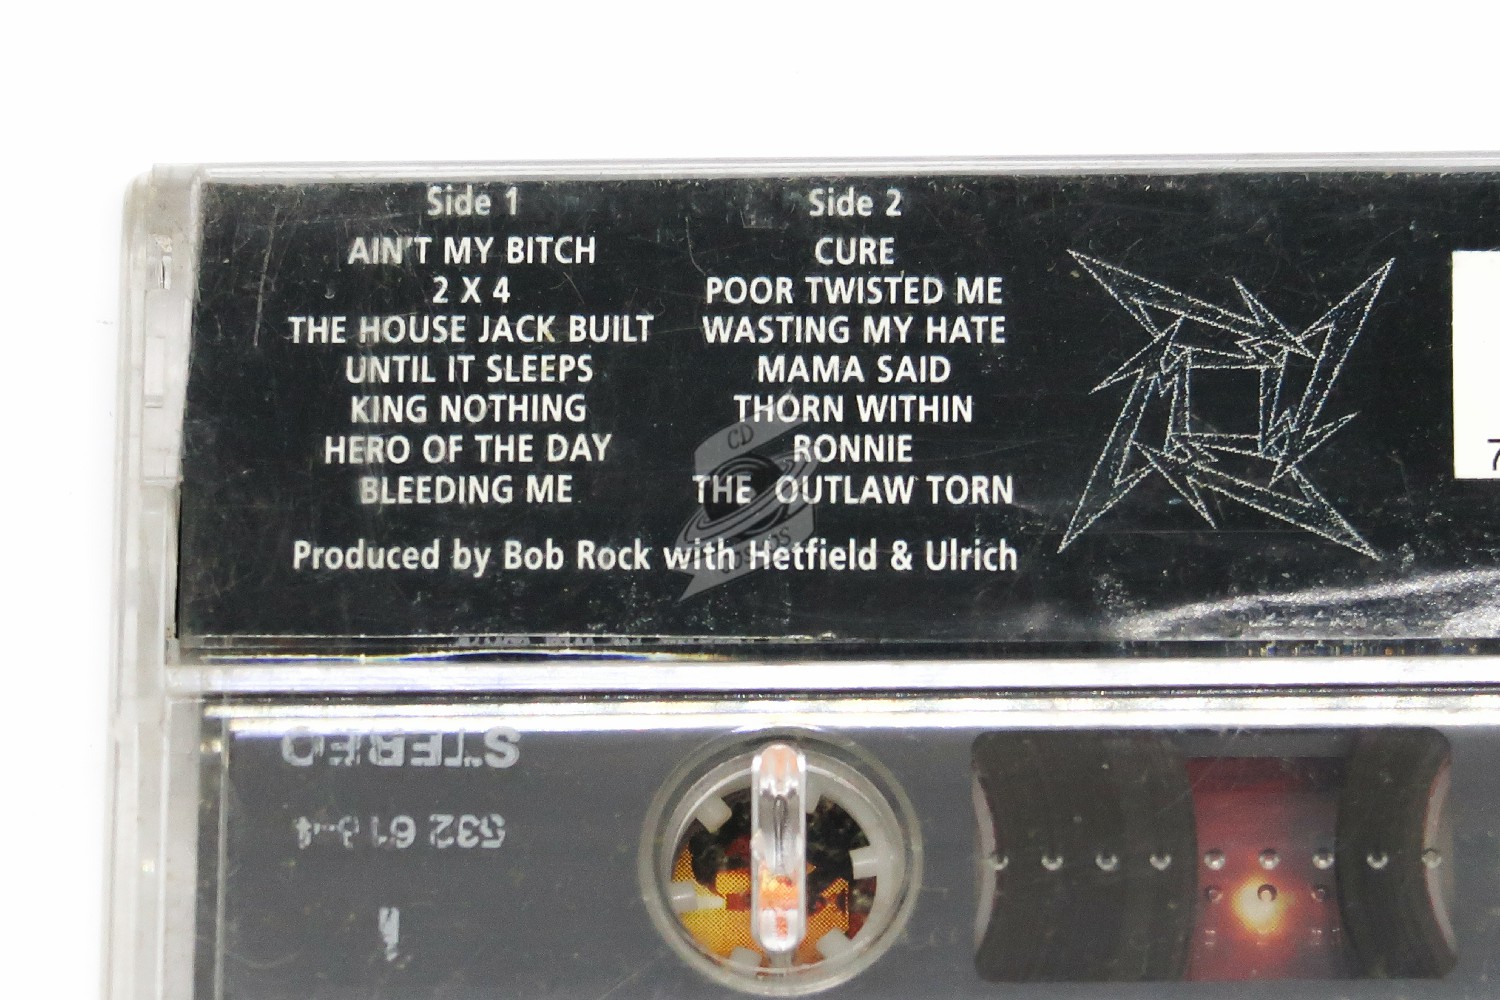 Side 1
AIN'T MY BITCH
2 X 4
THE HOUSE JACK BUILT
UNTIL IT SLEEPS
KING NOTHING
HERO OF THE DAY
BLEEDING ME
Side 2
CURE
POOR TWISTED ME
WASTING MY HATE
MAMA SAID
THORN WITHIN
RONNIE
THE OUTLAW TORN
Produced by Bob Rock with Hetfield & Ulrich
7
CD
STEREO
532 618-4